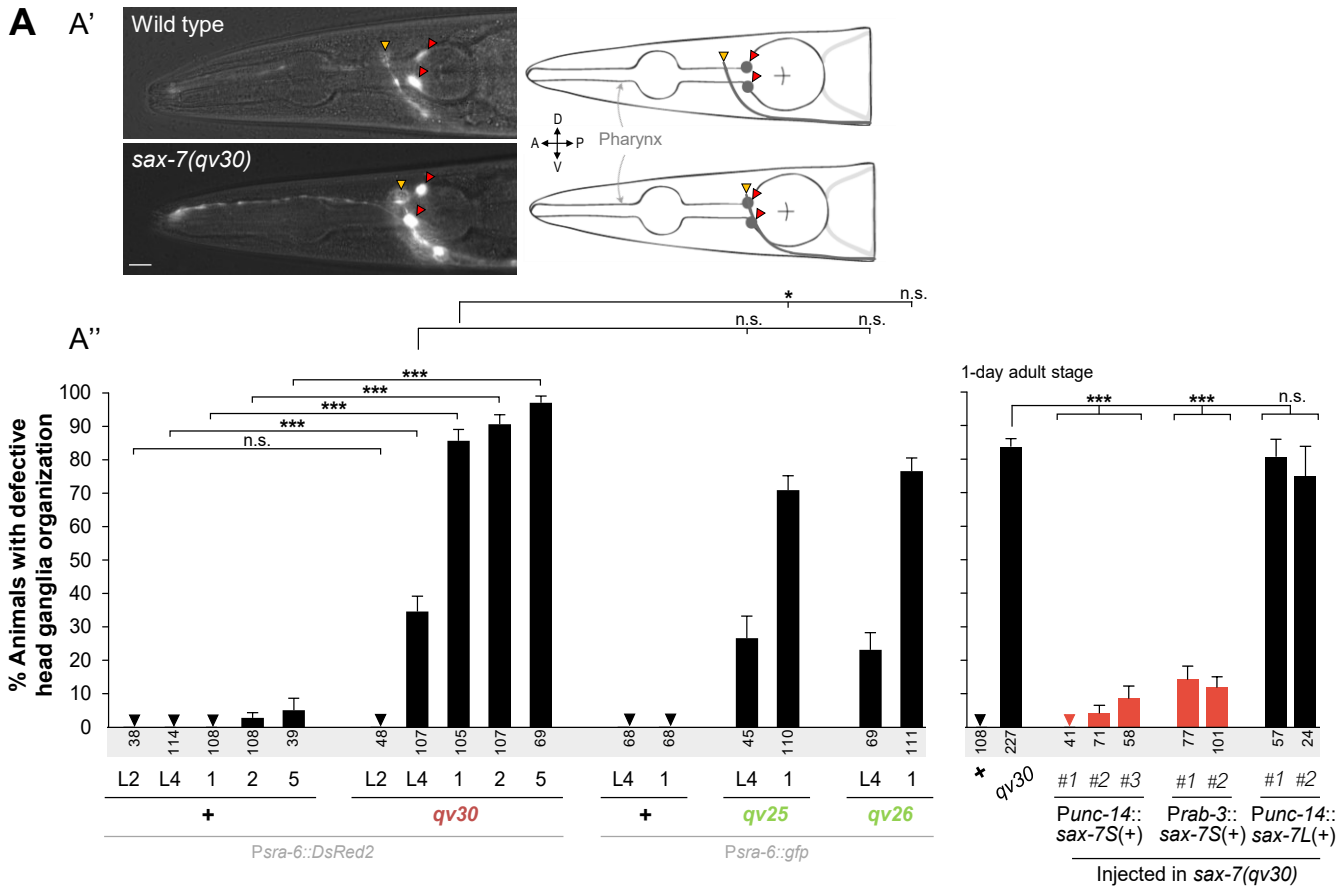 A
A'
Wild type
sax-7(qv30)
D
A P
V
Pharynx
A''
* n.s.
n.s. n.s.
***
***
***
***
n.s.
1-day adult stage
*** *** n.s.
% Animals with defective
head ganglia organization
100
90
80
70
60
50
40
30
20
10
0
38 114 108 108 39 48 107 105 107 69 68 68 45 110 69 111
108 227 41 71 58 77 101 57 24
L2 L4 1 2 5 L2 L4 1 2 5 L4 1 L4 1 L4 1
+ qv30 + qv25 qv26
Psra-6::DsRed2 Psra-6::gfp
+ qv30 #1 #2 #3 #1 #2 #1 #2
Punc-14:: Prab-3:: Punc-14::
sax-7S(+) sax-7S(+) sax-7L(+)
Injected in sax-7(qv30)